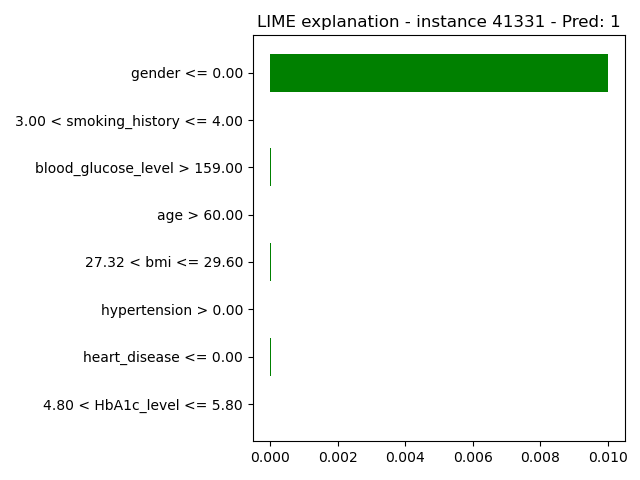 LIME explanation - instance 41331 - Pred: 1
gender <= 0.00
3.00 < smoking_history <= 4.00
blood_glucose_level > 159.00
age > 60.00
27.32 < bmi <= 29.60
hypertension > 0.00
heart_disease <= 0.00
4.80 < HbA1c_level <= 5.80
0.000 0.002 0.004 0.006 0.008 0.010